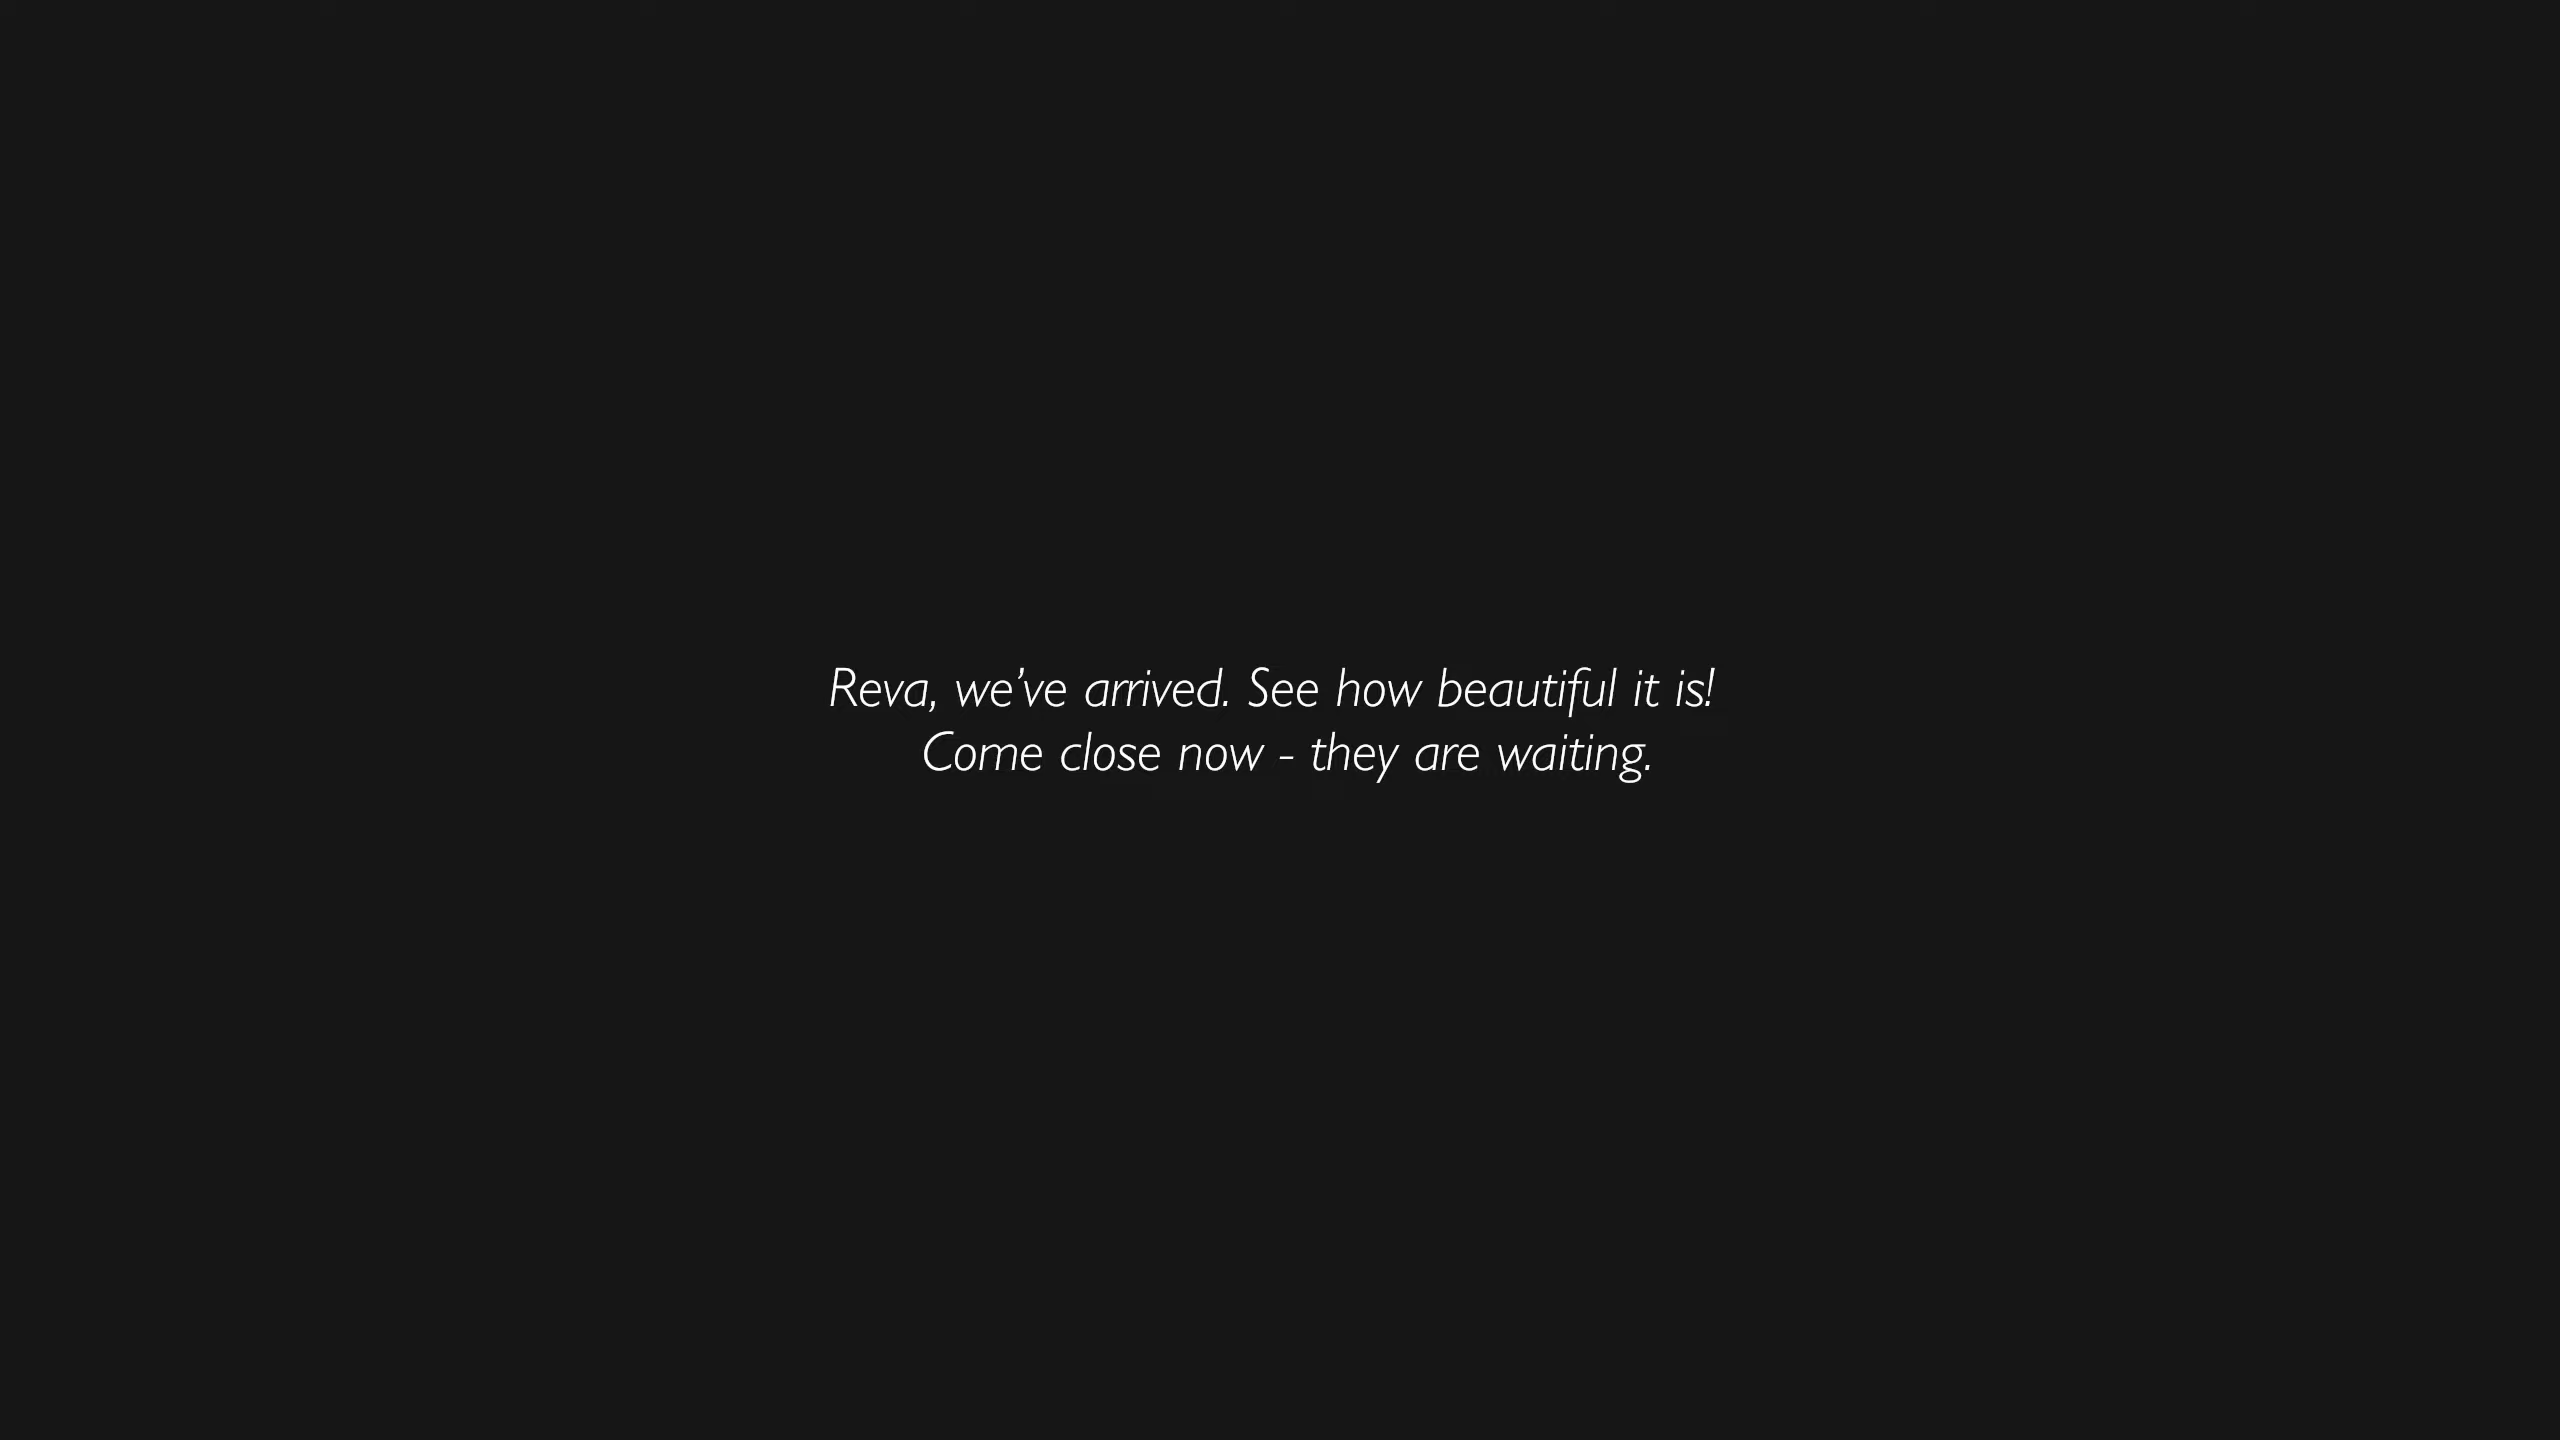 Reva, we’ve arrived. See how beautiful it is!
Come close now - they are waiting.